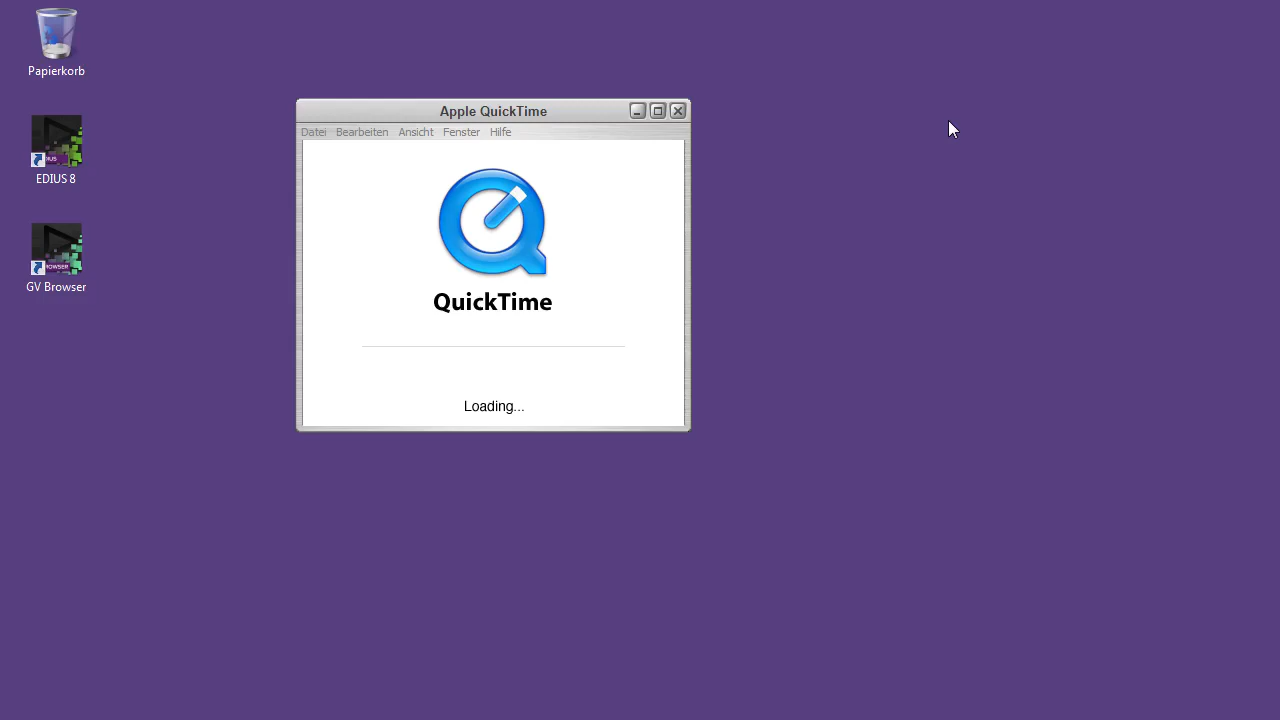 Papierkorb
EDIUS 8
GV Browser
Apple QuickTime
Datei Bearbeiten Ansicht Fenster Hilfe
QuickTime
Loading...